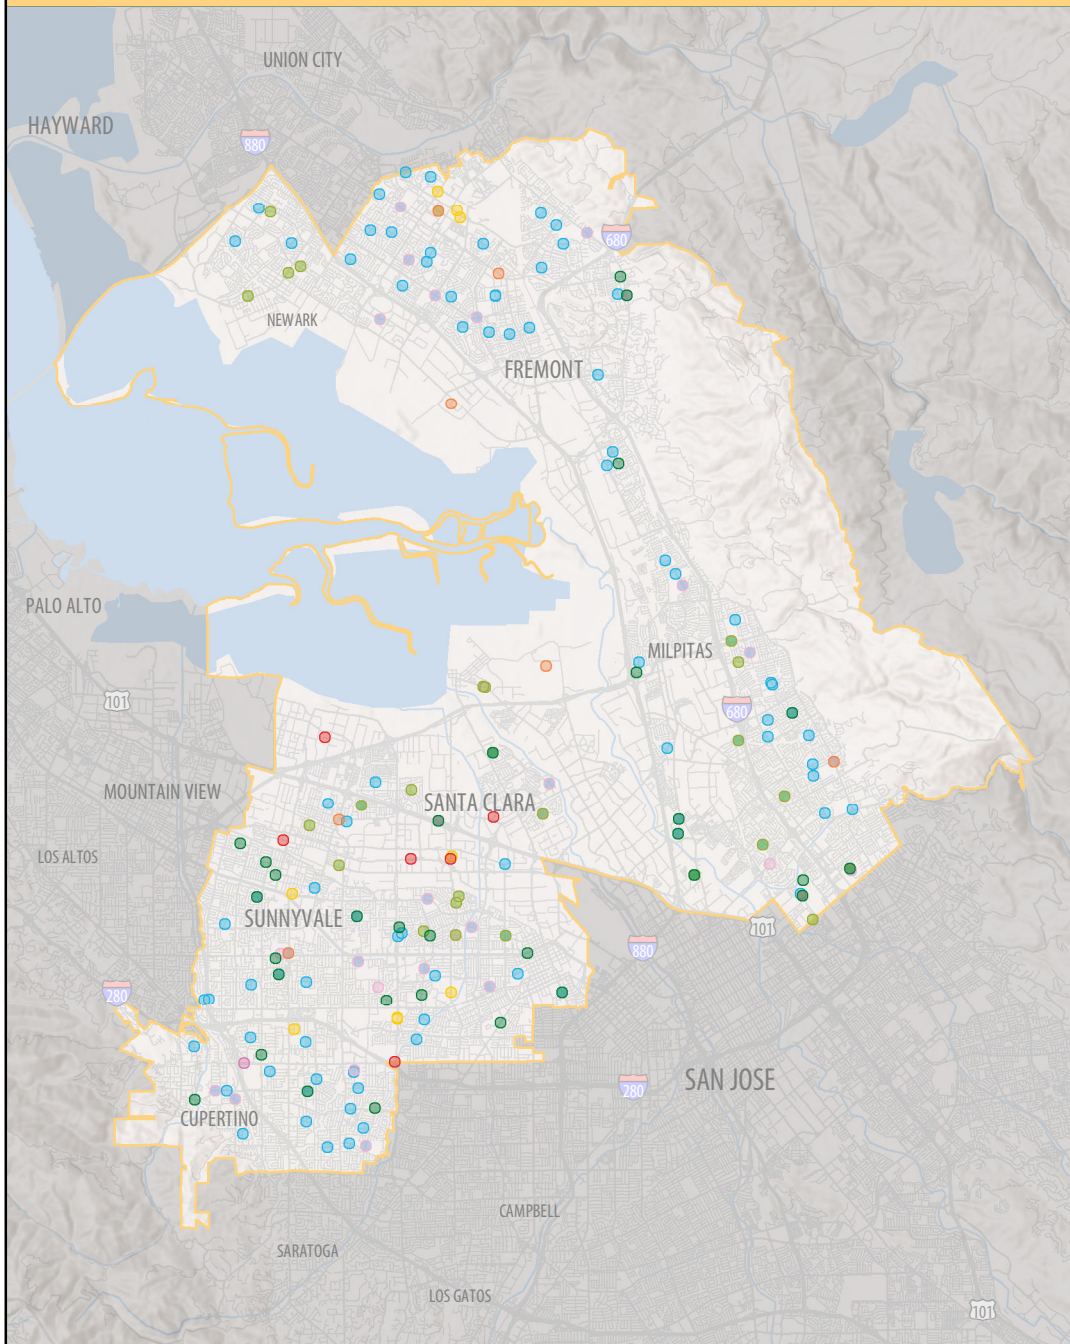 UNION CITY
HAYWARD
880
680
NEWARK
FREMONT
PALO ALTO
MILPITAS
101
680
MOUNTAIN VIEW
SANTA CLARA
LOS ALTOS
SUNNYVALE
101
880
280
SAN JOSE
280
CUPERTINO
CAMPBELL
SARATOGA
LOS GATOS
101